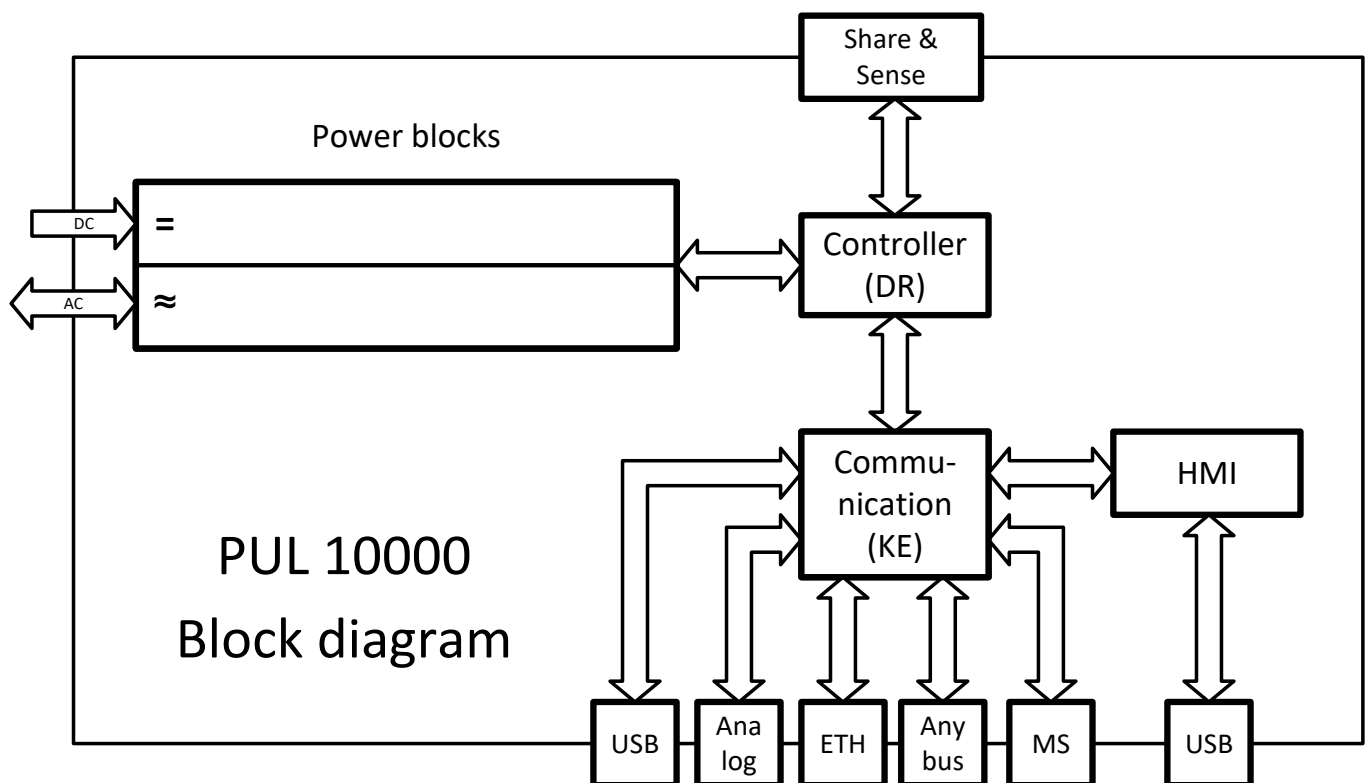 Share &
Sense
Power blocks
DC
=
Controller
(DR)
AC
≈
Commu-
nication
(KE)
HMI
PUL 10000
Block diagram
USB
Ana
log
ETH
Any
bus
MS
USB